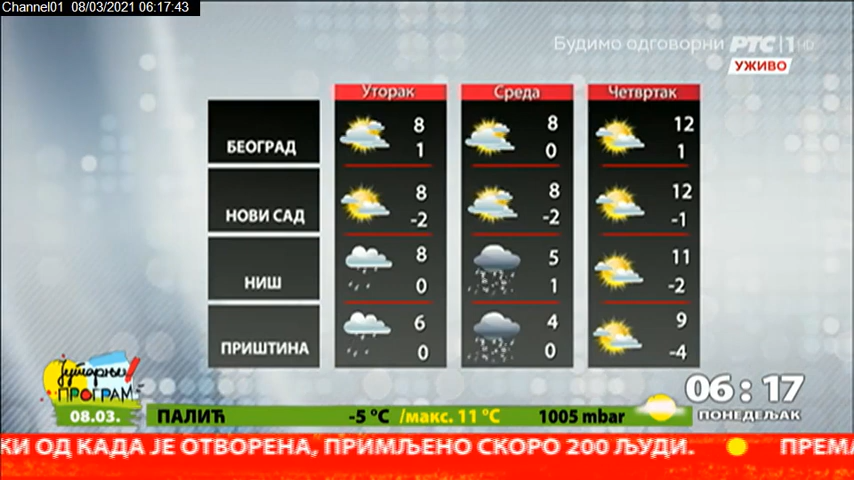 Channel01 08/03/2021 06:17:43
Будимо одговорни РТС 1 HD
УЖИВО
Уторак Среда Четвртак
БЕОГРАД 8 1 8 0 12 1
НОВИ САД 8 -2 8 -2 12 -1
НИШ 8 0 5 1 11 -2
ПРИШТИНА 6 0 4 0 9 -4
Јутарњи
ПРОГРАМ
06:17
ПОНЕДЕЉАК
08.03. ПАЛИЋ -5 °C /макс. 11 °C 1005 mbar
КИ ОД КАДА ЈЕ ОТВОРЕНА, ПРИМЉЕНО СКОРО 200 ЉУДИ. ПРЕМА